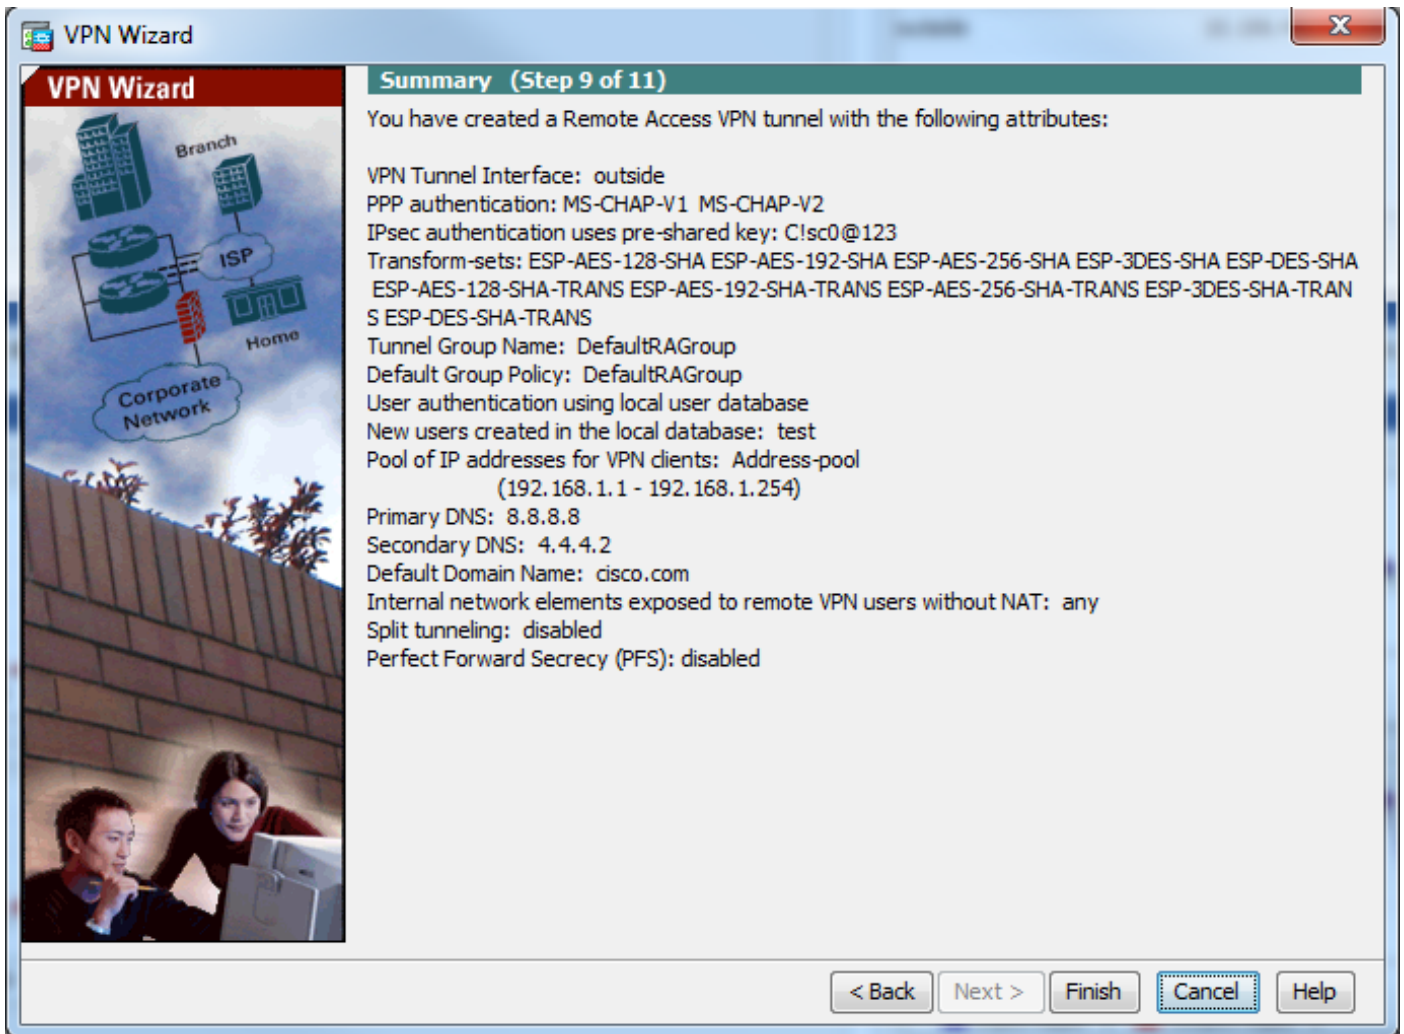 VPN Wizard
VPN Wizard
Branch
ISP
Home
Corporate
Network
Summary (Step 9 of 11)
You have created a Remote Access VPN tunnel with the following attributes:
VPN Tunnel Interface: outside
PPP authentication: MS-CHAP-V1 MS-CHAP-V2
IPsec authentication uses pre-shared key: C!sc0@123
Transform-sets: ESP-AES-128-SHA ESP-AES-192-SHA ESP-AES-256-SHA ESP-3DES-SHA ESP-DES-SHA
ESP-AES-128-SHA-TRANS ESP-AES-192-SHA-TRANS ESP-AES-256-SHA-TRANS ESP-3DES-SHA-TRAN
S ESP-DES-SHA-TRANS
Tunnel Group Name: DefaultRAGroup
Default Group Policy: DefaultRAGroup
User authentication using local user database
New users created in the local database: test
Pool of IP addresses for VPN clients: Address-pool
(192.168.1.1 - 192.168.1.254)
Primary DNS: 8.8.8.8
Secondary DNS: 4.4.4.2
Default Domain Name: cisco.com
Internal network elements exposed to remote VPN users without NAT: any
Split tunneling: disabled
Perfect Forward Secrecy (PFS): disabled
< Back
Next >
Finish
Cancel
Help